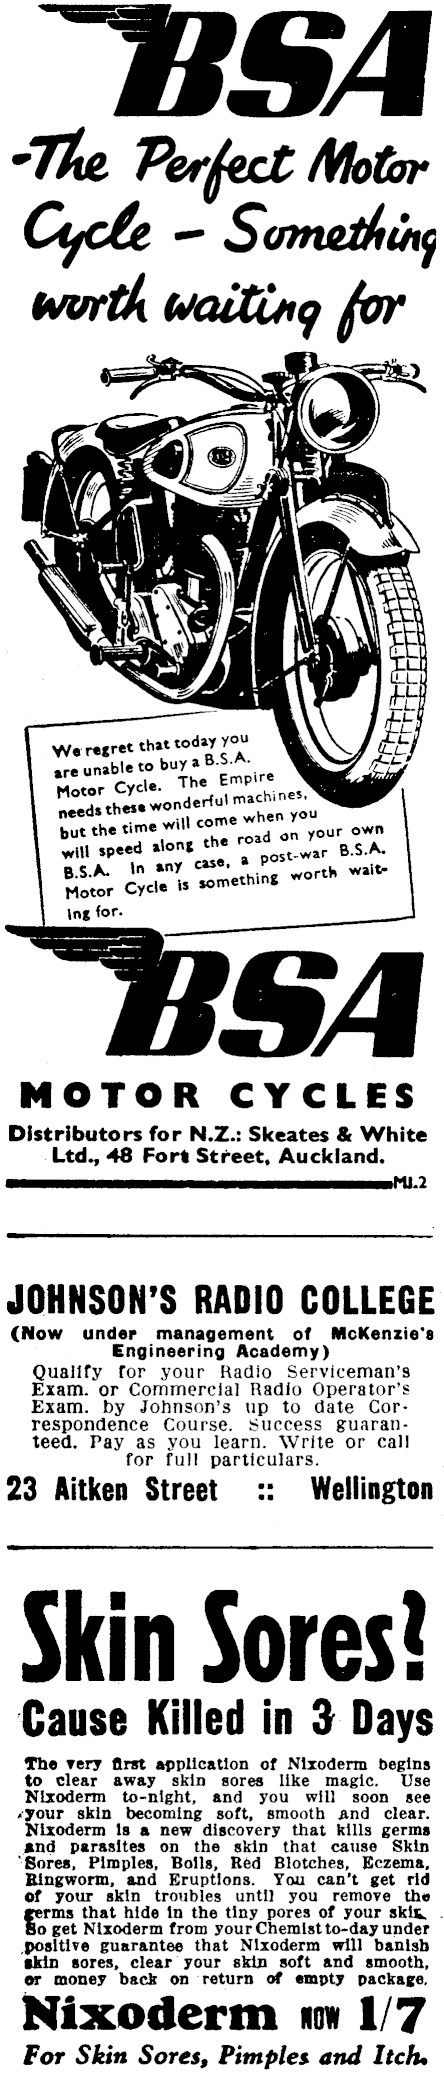 BSA
-The Perfect Motor
Cycle - Something
worth waiting for
BSA
We regret that today you
are unable to buy a B.S.A.
Motor Cycle. The Empire
needs these wonderful machines,
but the time will come when you
will speed along the road on your own
B.S.A. In any case, a post-war B.S.A.
Motor Cycle is something worth wait-
ing for.
BSA
MOTOR CYCLES
Distributors for N.Z.: Skeates & White
Ltd., 48 Fort Street, Auckland.
MJ.2
JOHNSON'S RADIO COLLEGE
(Now under management of McKenzie's
Engineering Academy)
Qualify for your Radio Serviceman's
Exam. or Commercial Radio Operator's
Exam. by Johnson's up to date Cor-
respondence Course. Success guaran-
teed. Pay as you learn. Write or call
for full particulars.
23 Aitken Street :: Wellington
Skin Sores?
Cause Killed in 3 Days
The very first application of Nixoderm begins
to clear away skin sores like magic. Use
Nixoderm to-night, and you will soon see
your skin becoming soft, smooth and clear.
Nixoderm is a new discovery that kills germs
and parasites on the skin that cause Skin
Sores, Pimples, Boils, Red Blotches, Eczema,
Ringworm, and Eruptions. You can't get rid
of your skin troubles until you remove the
germs that hide in the tiny pores of your skin.
So get Nixoderm from your Chemist to-day under
positive guarantee that Nixoderm will banish
skin sores, clear your skin soft and smooth,
or money back on return of empty package.
Nixoderm NOW 1/7
For Skin Sores, Pimples and Itch.